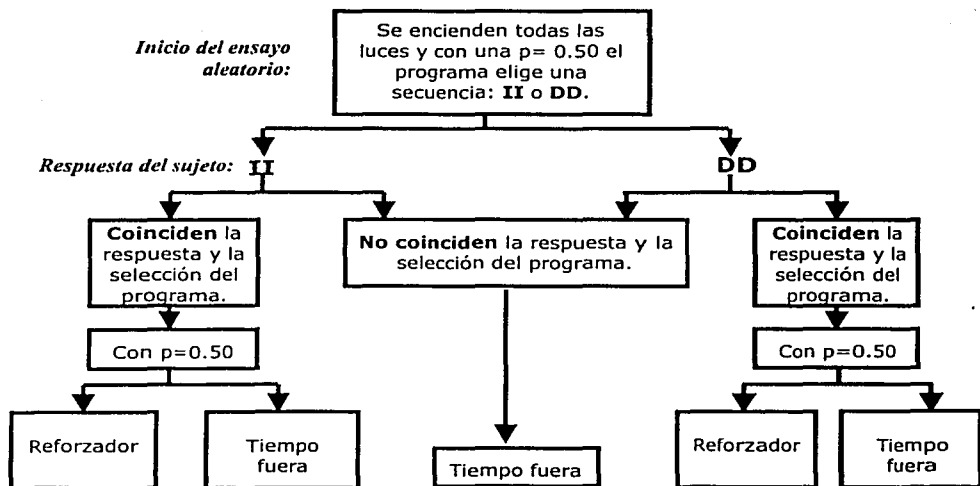 Inicio del ensayo
aleatorio:
Se encienden todas las
luces y con una p= 0.50 el
programa elige una
secuencia: II o DD.
Respuesta del sujeto:
II
DD
Coinciden la
respuesta y la
selección del
programa.
No coinciden la respuesta y la
selección del programa.
Coinciden la
respuesta y la
selección del
programa.
Con p=0.50
Con p=0.50
Reforzador
Tiempo
fuera
Tiempo fuera
Reforzador
Tiempo
fuera